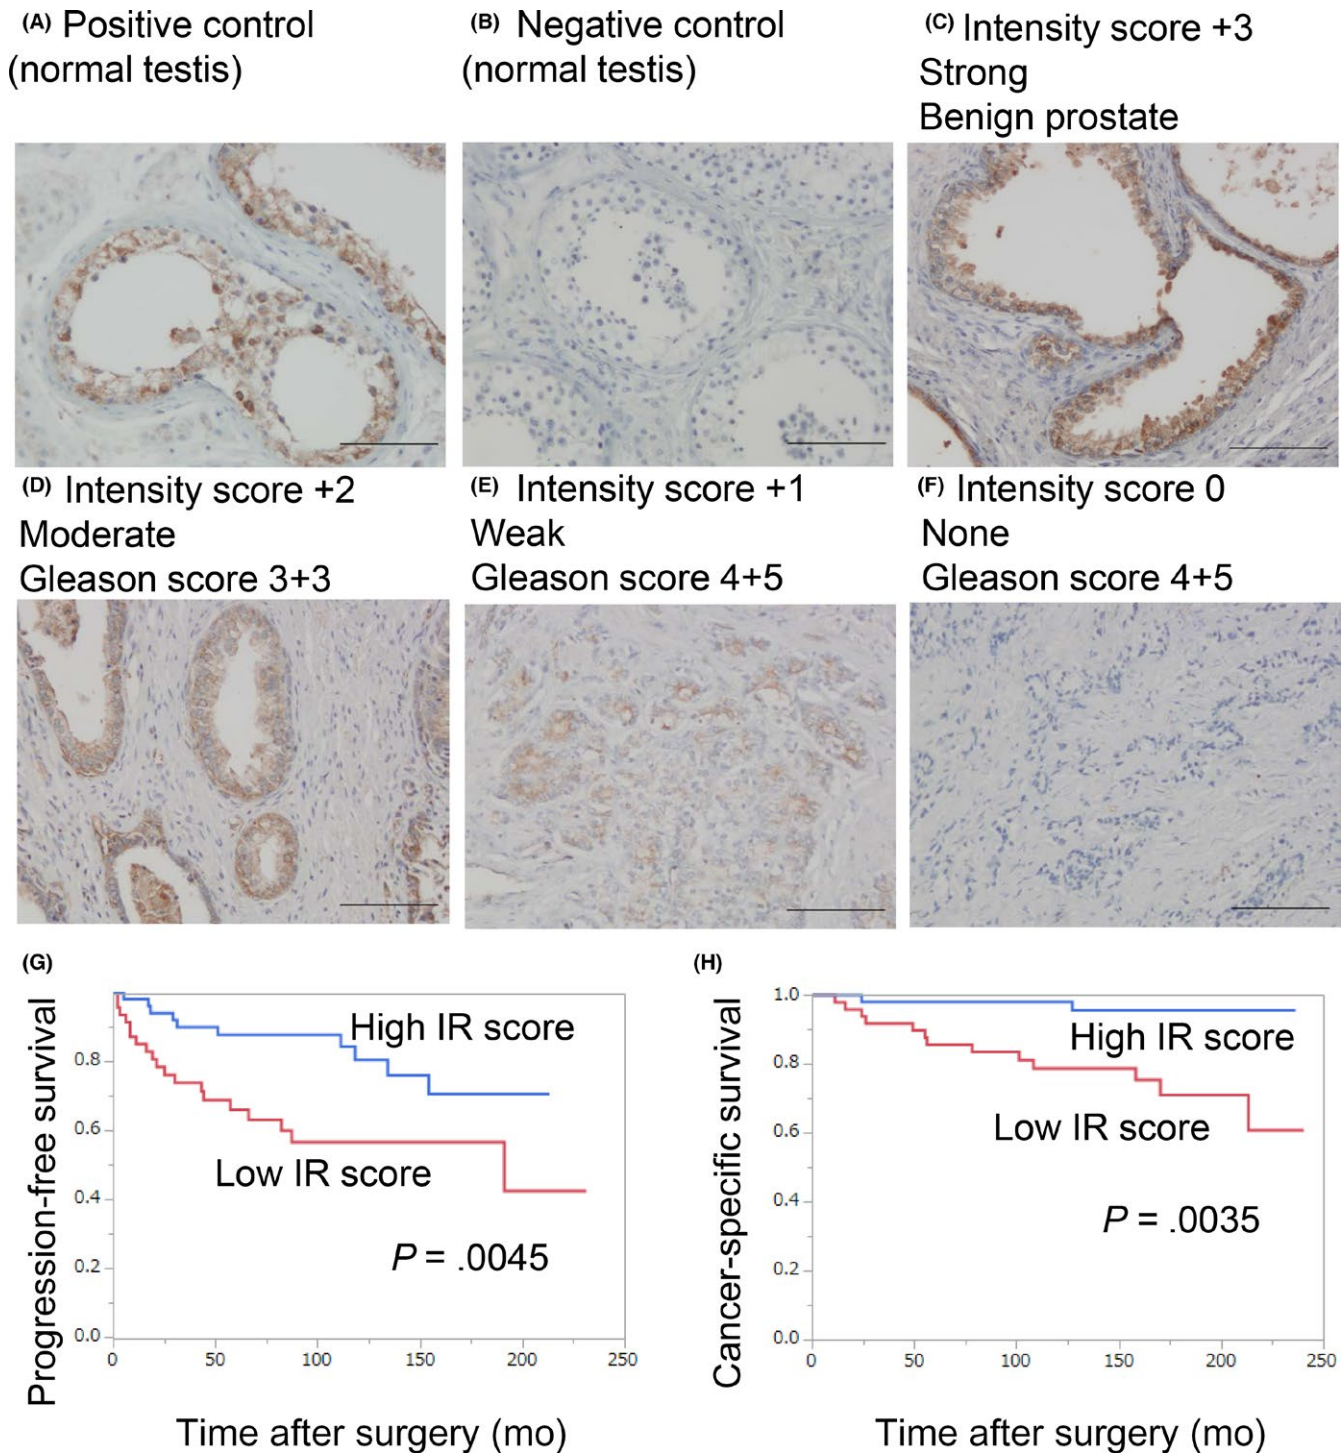 (A) Positive control
(normal testis)
(B) Negative control
(normal testis)
(C) Intensity score +3
Strong
Benign prostate
(D) Intensity score +2
Moderate
Gleason score 3+3
(E) Intensity score +1
Weak
Gleason score 4+5
(F) Intensity score 0
None
Gleason score 4+5
(G)
Progression-free survival
0.8
0.6
0.4
0.2
0.0
High IR score
Low IR score
P = .0045
0 50 100 150 200 250
Time after surgery (mo)
(H)
Cancer-specific survival
1.0
0.8
0.6
0.4
0.2
0.0
High IR score
Low IR score
P = .0035
0 50 100 150 200 250
Time after surgery (mo)